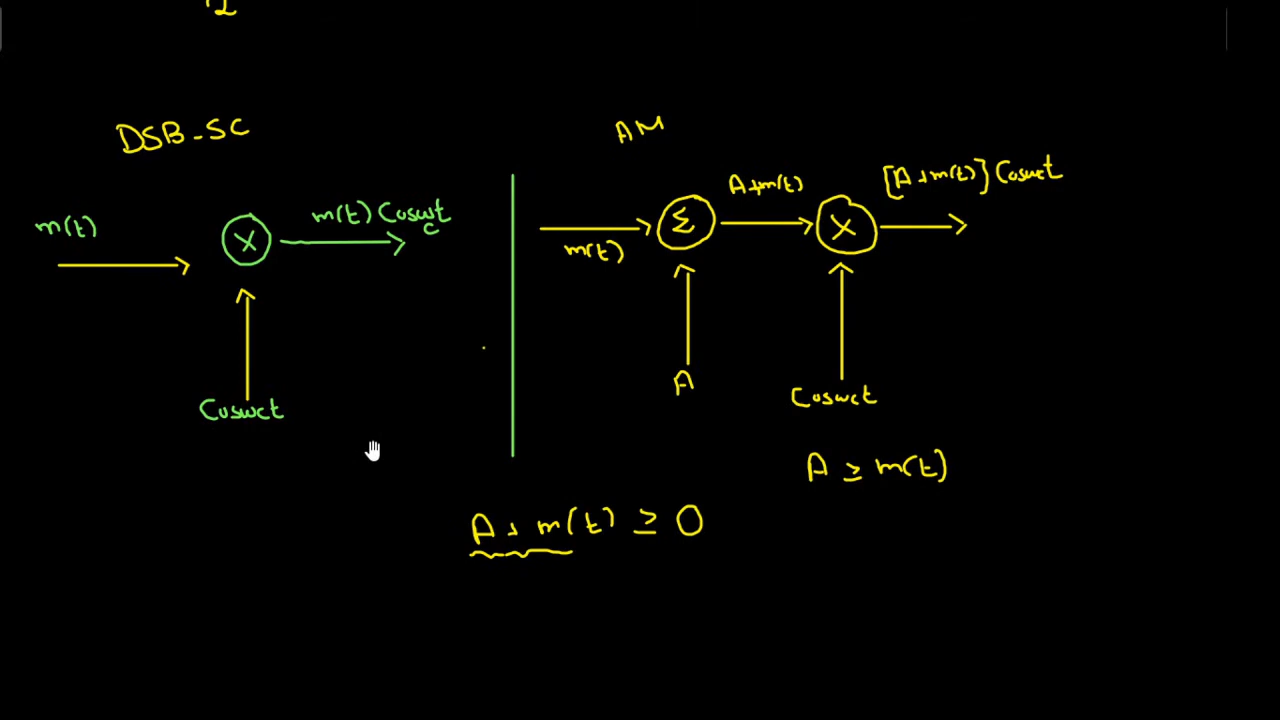 DSB-SC
AM
m(t)
X
m(t) Cosωct
Cosωct
m(t)
Σ
A
A+m(t)
X
Cosωct
[A+m(t)] Cosωct
A ≥ m(t)
A + m(t) ≥ 0